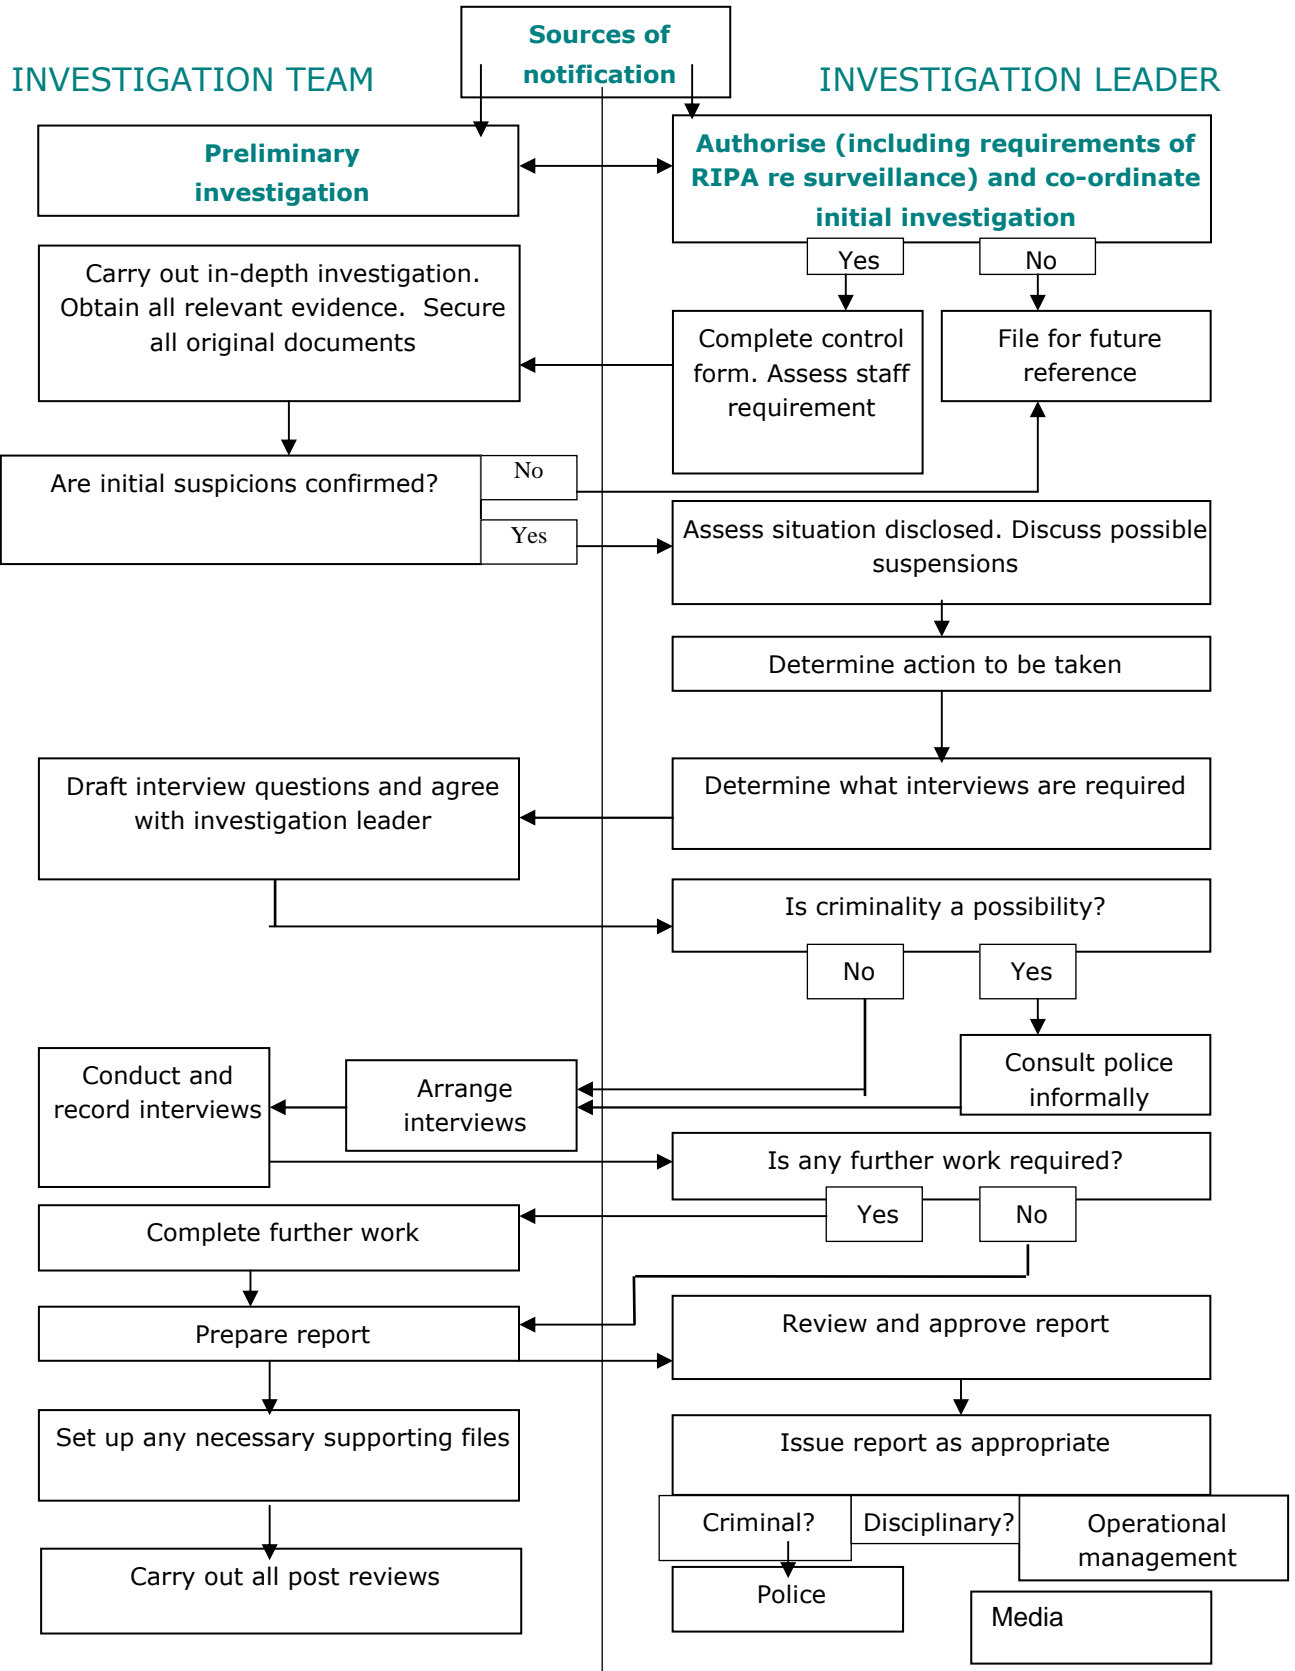 Sources of
notification
INVESTIGATION TEAM
INVESTIGATION LEADER
Preliminary
investigation
Authorise (including requirements of
RIPA re surveillance) and co-ordinate
initial investigation
Yes
No
Carry out in-depth investigation.
Obtain all relevant evidence.  Secure
all original documents
Complete control
form. Assess staff
requirement
File for future
reference
Are initial suspicions confirmed?
No
Yes
Assess situation disclosed. Discuss possible
suspensions
Determine action to be taken
Draft interview questions and agree
with investigation leader
Determine what interviews are required
Is criminality a possibility?
No
Yes
Conduct and
record interviews
Arrange
interviews
Consult police
informally
Is any further work required?
Yes
No
Complete further work
Prepare report
Review and approve report
Set up any necessary supporting files
Issue report as appropriate
Criminal?
Disciplinary?
Operational
management
Carry out all post reviews
Police
Media